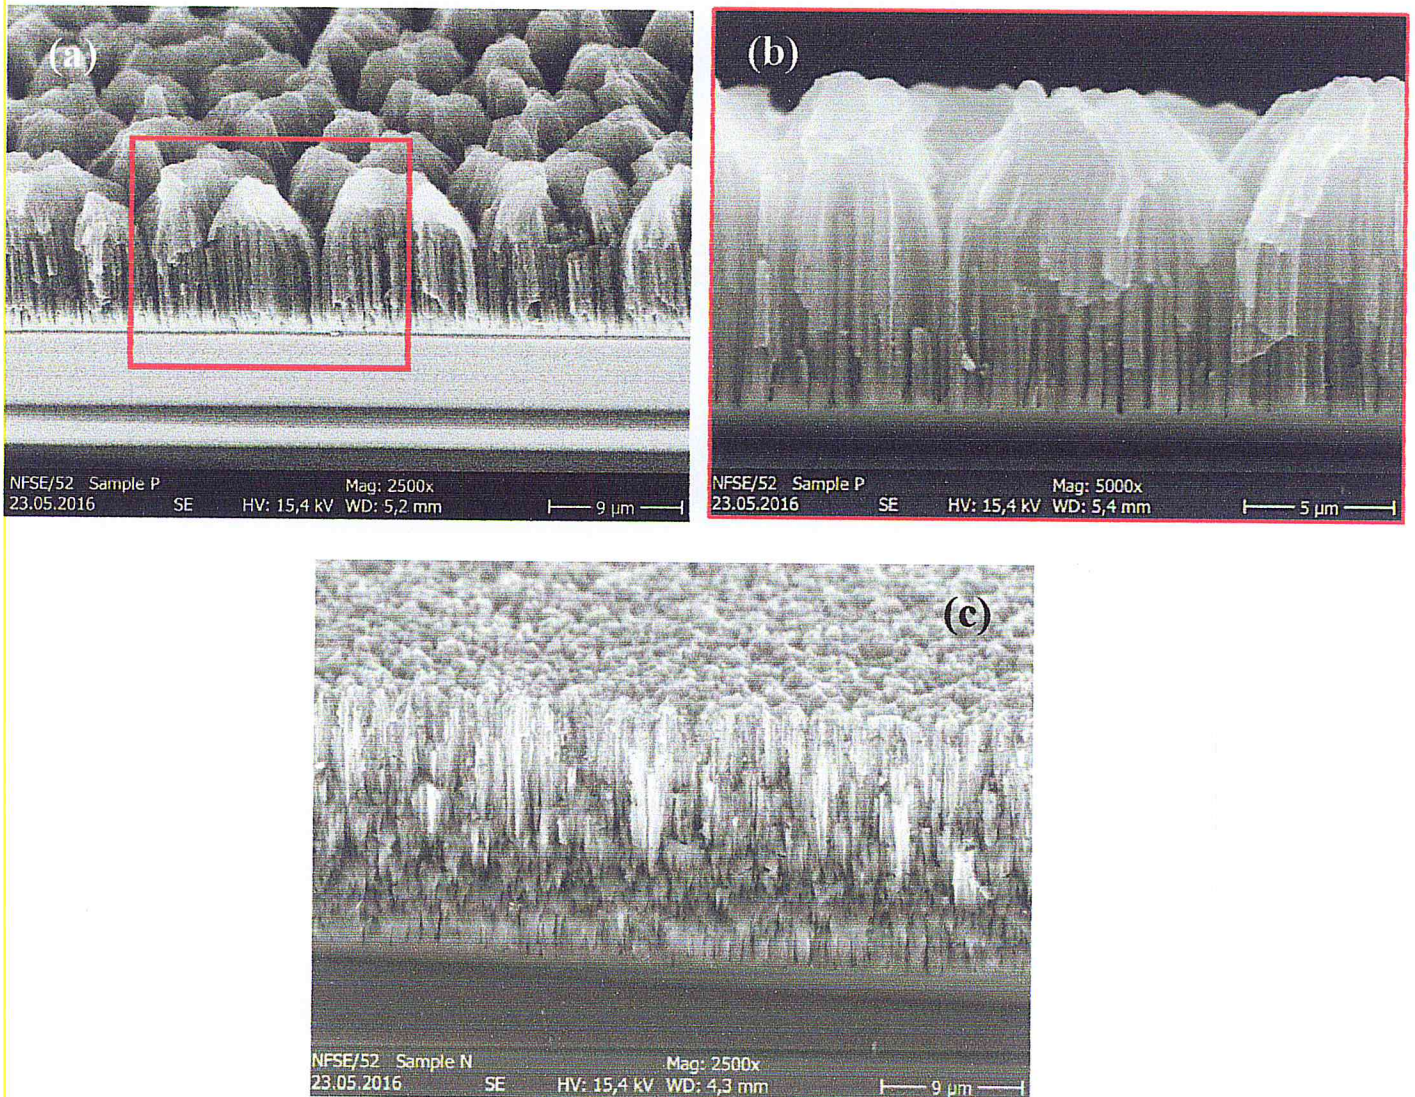 (a)
NFSE/52 Sample P Mag: 2500x
23.05.2016 SE HV: 15,4 kV WD: 5,2 mm 9 µm
(b)
NFSE/52 Sample P Mag: 5000x
23.05.2016 SE HV: 15,4 kV WD: 5,4 mm 5 µm
(c)
NFSE/52 Sample N Mag: 2500x
23.05.2016 SE HV: 15,4 kV WD: 4,3 mm 9 µm